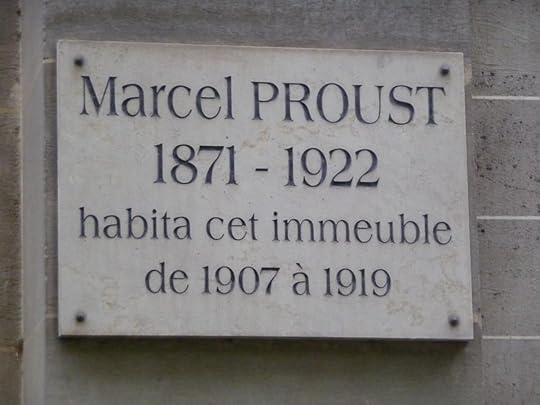 Marcel PROUST
1871 - 1922
habita cet immeuble
de 1907 à 1919